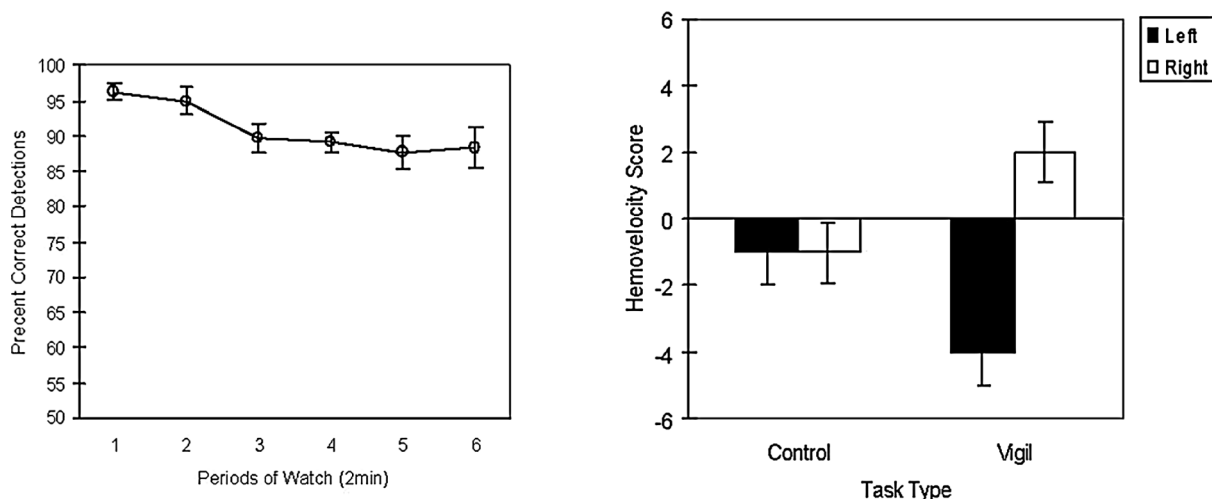 100
95
90
85
80
75
70
65
60
55
50
Precent Correct Detections
1 2 3 4 5 6
Periods of Watch (2min)
6
4
2
0
-2
-4
-6
Hemovelocity Score
Control Vigil
Task Type
Left
Right